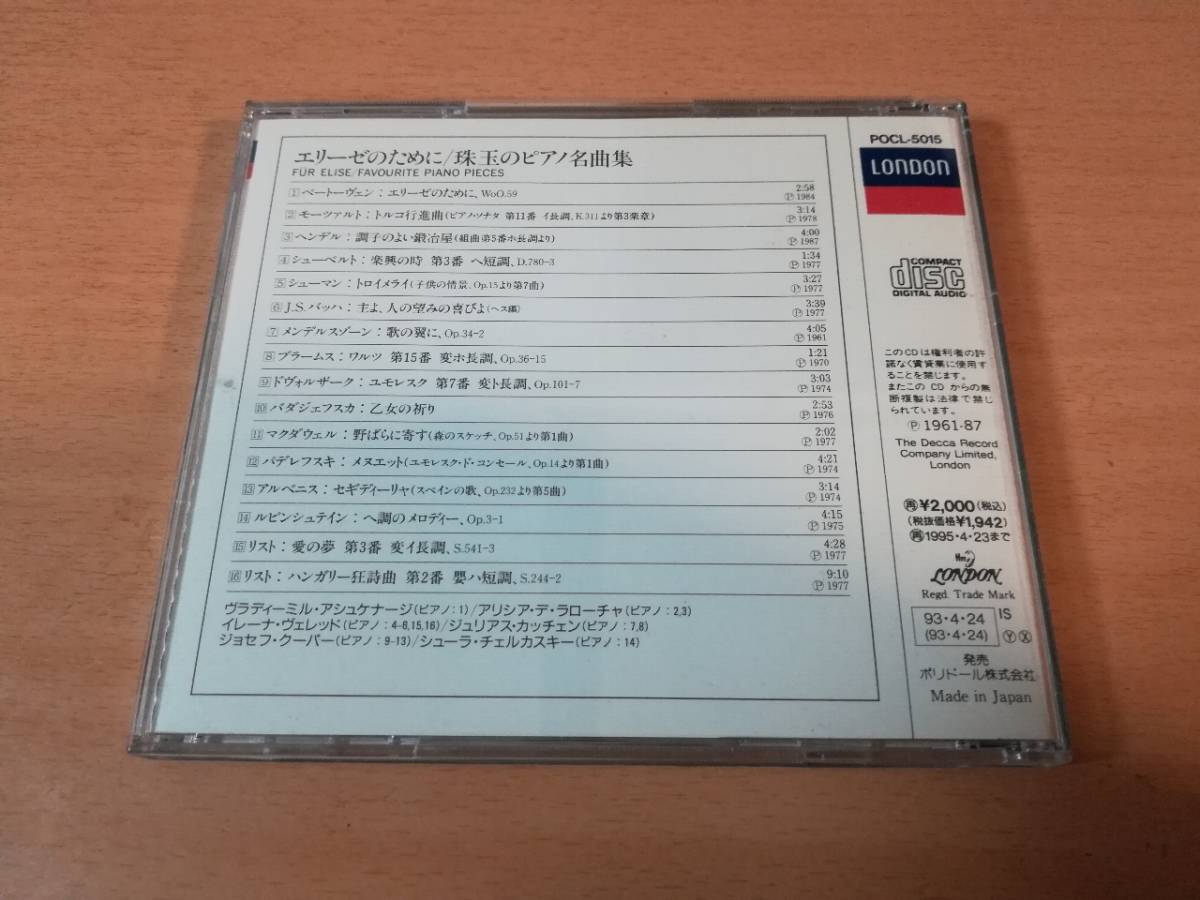 エリーゼのために/珠玉のピアノ名曲集
FÜR ELISE/FAVOURITE PIANO PIECES
1 ベートーヴェン：エリーゼのために、WoO.59 2:58 Ⓟ 1984
2 モーツァルト：トルコ行進曲(ピアノ・ソナタ 第11番 イ長調、K.311より第3楽章) 3:14 Ⓟ 1978
3 ヘンデル：調子のよい鍛冶屋(組曲第5番ホ長調より) 4:00 Ⓟ 1987
4 シューベルト：楽興の時 第3番 ヘ短調、D.780-3 1:34 Ⓟ 1977
5 シューマン：トロイメライ(子供の情景、Op.15より第7曲) 3:27 Ⓟ 1977
6 J.S.バッハ：主よ、人の望みの喜びよ(ヘス編) 3:39 Ⓟ 1977
7 メンデルスゾーン：歌の翼に、Op.34-2 4:05 Ⓟ 1961
8 ブラームス：ワルツ 第15番 変ホ長調、Op.36-15 1:21 Ⓟ 1970
9 ドヴォルザーク：ユモレスク 第7番 変ト長調、Op.101-7 3:03 Ⓟ 1974
10 バダジェフスカ：乙女の祈り 2:53 Ⓟ 1976
11 マクダウェル：野ばらに寄す(森のスケッチ、Op.51より第1曲) 2:02 Ⓟ 1977
12 パデレフスキ：メヌエット(ユモレスク・ド・コンセール、Op.14より第1曲) 4:21 Ⓟ 1974
13 アルベニス：セギディーリャ(スペインの歌、Op.232より第5曲) 3:14 Ⓟ 1974
14 ルビンシュテイン：ヘ調のメロディー、Op.3-1 4:15 Ⓟ 1975
15 リスト：愛の夢 第3番 変イ長調、S.541-3 4:28 Ⓟ 1977
16 リスト：ハンガリー狂詩曲 第2番 嬰ハ短調、S.244-2 9:10 Ⓟ 1977
ヴラディーミル・アシュケナージ(ピアノ：1)/アリシア・デ・ラローチャ(ピアノ：2,3)
イレーナ・ヴェレッド(ピアノ：4-6,15,16)/ジュリアス・カッチェン(ピアノ：7,8)
ジョセフ・クーパー(ピアノ：9-13)/シューラ・チェルカスキー(ピアノ：14)
POCL-5015
LONDON
COMPACT
disc
DIGITAL AUDIO
このCDは権利者の許
諾なく賃貸業に使用す
ることを禁じます。
またこのCDからの無
断複製は法律で禁じ
られています。
Ⓟ 1961-87
The Decca Record
Company Limited,
London
再¥2,000(税込)
(税抜価格¥1,942)
再1995・4・23まで
LONDON
Regd. Trade Mark
93・4・24 IS
(93・4・24) Ⓨ Ⓧ
発売
ポリドール株式会社
Made in Japan